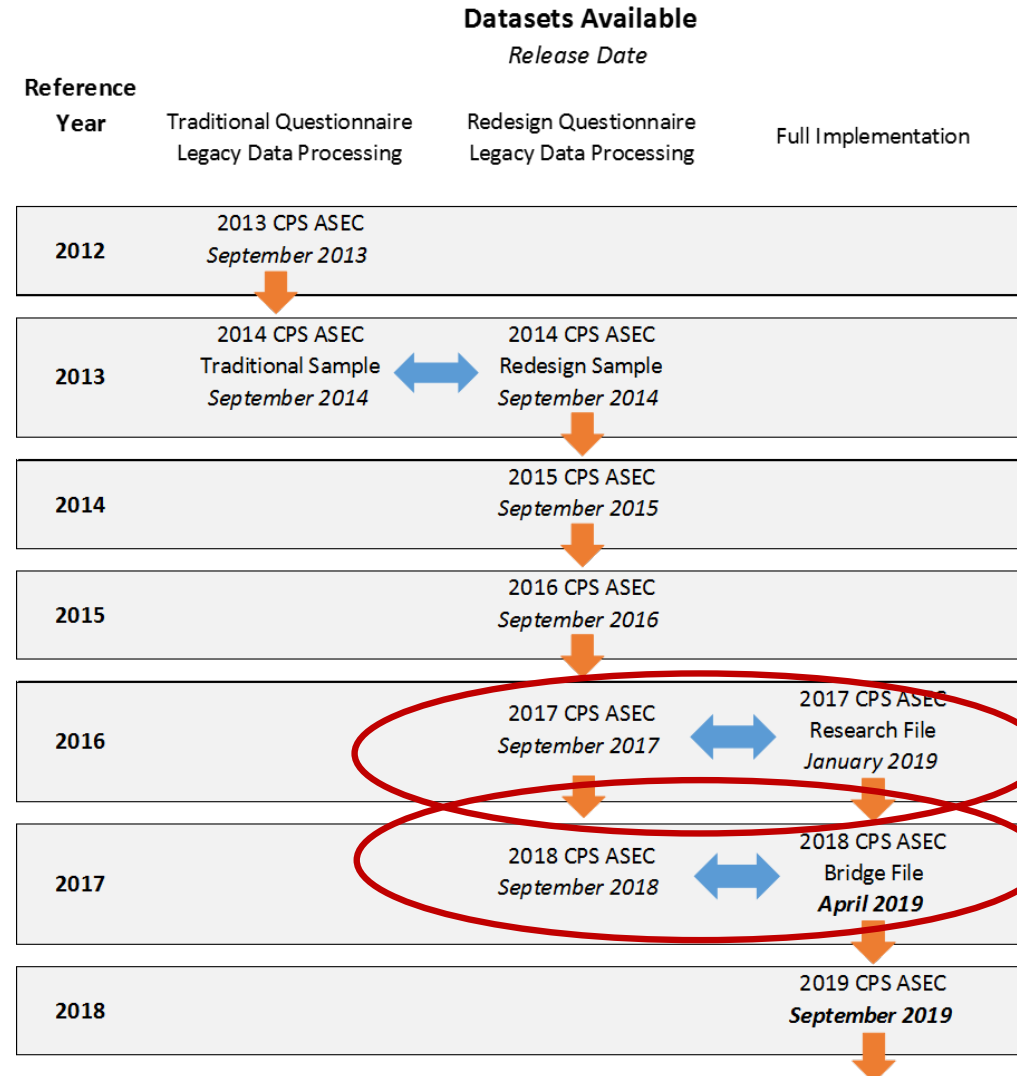 Datasets Available
Release Date
Reference
Year
Traditional Questionnaire
Legacy Data Processing
Redesign Questionnaire
Legacy Data Processing
Full Implementation
2012
2013 CPS ASEC
September 2013
2013
2014 CPS ASEC
Traditional Sample
September 2014
2014 CPS ASEC
Redesign Sample
September 2014
2014
2015 CPS ASEC
September 2015
2015
2016 CPS ASEC
September 2016
2016
2017 CPS ASEC
September 2017
2017 CPS ASEC
Research File
January 2019
2017
2018 CPS ASEC
September 2018
2018 CPS ASEC
Bridge File
April 2019
2018
2019 CPS ASEC
September 2019